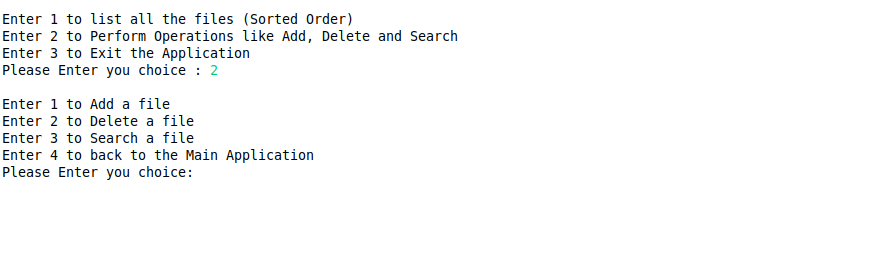 Enter 1 to list all the files (Sorted Order)
Enter 2 to Perform Operations like Add, Delete and Search
Enter 3 to Exit the Application
Please Enter you choice : 2
Enter 1 to Add a file
Enter 2 to Delete a file
Enter 3 to Search a file
Enter 4 to back to the Main Application
Please Enter you choice: